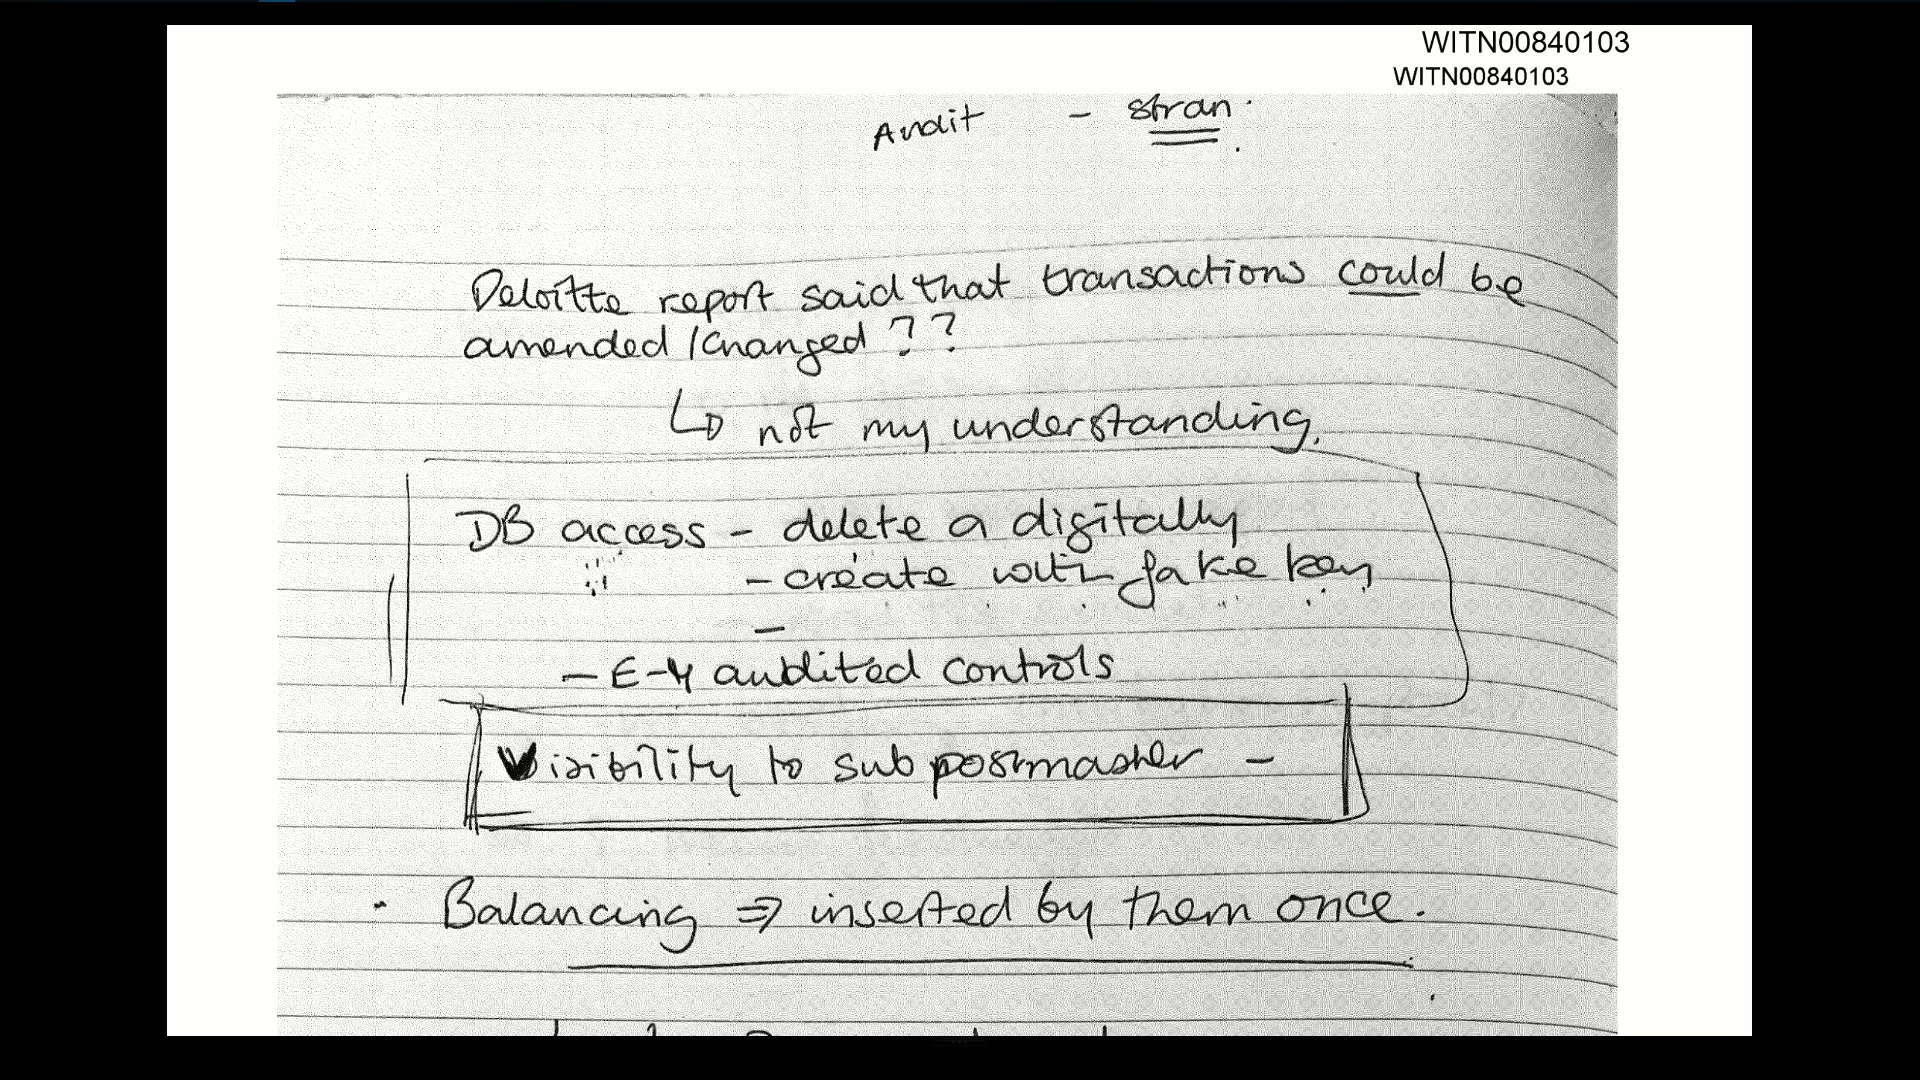 WITN00840103
WITN00840103
Audit - stran.
Deloitte report said that transactions could be
amended / changed ??
↳ not my understanding.
DB access - delete a digitally
- create with fake key
-
- E-Y audited controls
Visibility to subpostmaster -
. Balancing ⇒ inserted by them once.